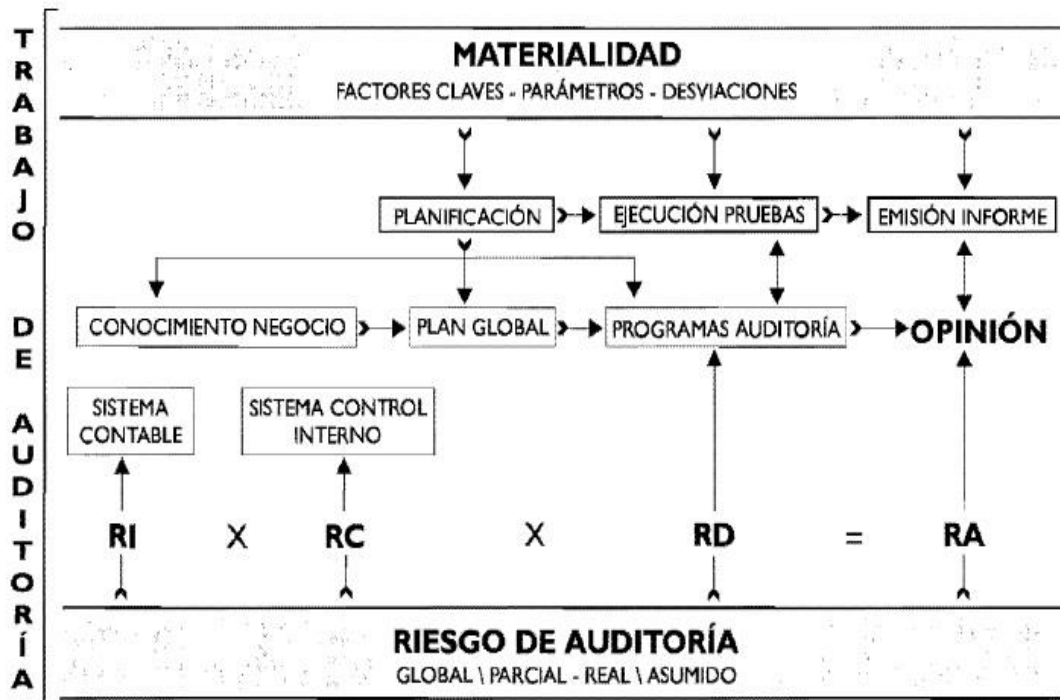 TRABAJO DE AUDITORÍA
MATERIALIDAD
FACTORES CLAVES - PARÁMETROS - DESVIACIONES
PLANIFICACIÓN
EJECUCIÓN PRUEBAS
EMISIÓN INFORME
CONOCIMIENTO NEGOCIO
PLAN GLOBAL
PROGRAMAS AUDITORÍA
OPINIÓN
SISTEMA
CONTABLE
SISTEMA CONTROL
INTERNO
RI X RC X RD = RA
RIESGO DE AUDITORÍA
GLOBAL \ PARCIAL - REAL \ ASUMIDO